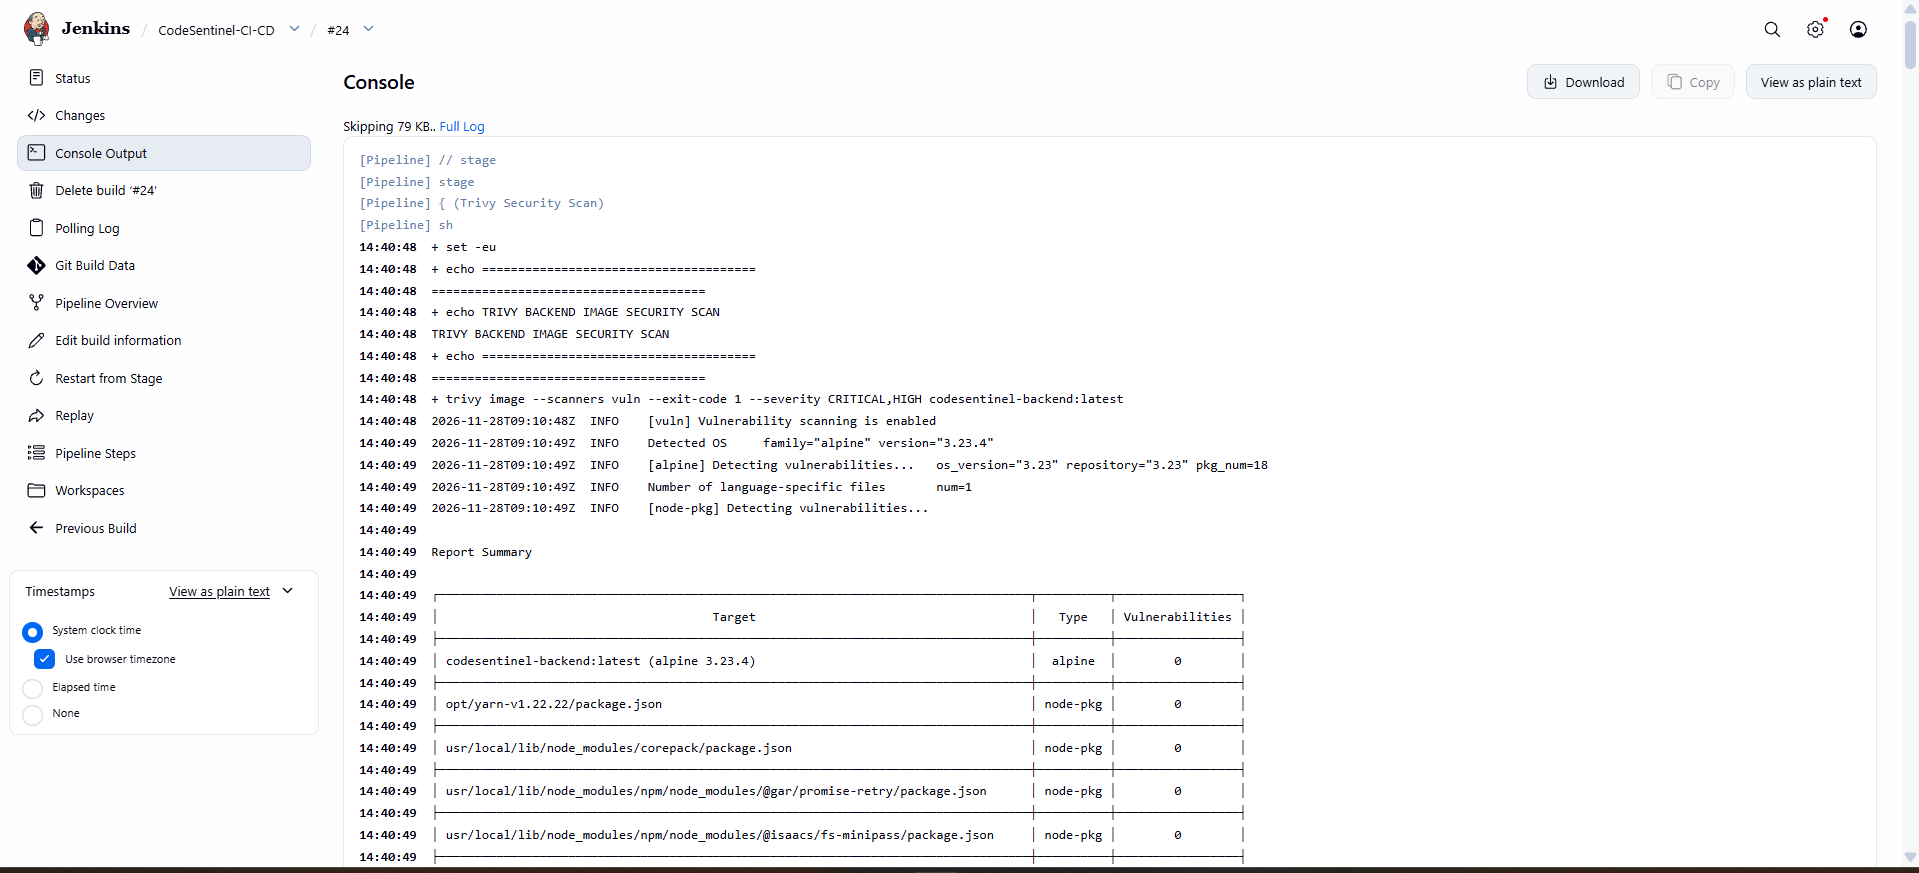 Jenkins / CodeSentinel-CI-CD / #24
Status
Changes
Console Output
Delete build ‘#24’
Polling Log
Git Build Data
Pipeline Overview
Edit build information
Restart from Stage
Replay
Pipeline Steps
Workspaces
Previous Build
Timestamps View as plain text
System clock time
Use browser timezone
Elapsed time
None
Console
Download Copy View as plain text
Skipping 79 KB.. Full Log
[Pipeline] // stage
[Pipeline] stage
[Pipeline] { (Trivy Security Scan)
[Pipeline] sh
14:40:48 + set -eu
14:40:48 + echo ======================================
14:40:48 ======================================
14:40:48 + echo TRIVY BACKEND IMAGE SECURITY SCAN
14:40:48 TRIVY BACKEND IMAGE SECURITY SCAN
14:40:48 + echo ======================================
14:40:48 ======================================
14:40:48 + trivy image --scanners vuln --exit-code 1 --severity CRITICAL,HIGH codesentinel-backend:latest
14:40:48 2026-11-28T09:10:48Z INFO [vuln] Vulnerability scanning is enabled
14:40:49 2026-11-28T09:10:49Z INFO Detected OS family="alpine" version="3.23.4"
14:40:49 2026-11-28T09:10:49Z INFO [alpine] Detecting vulnerabilities... os_version="3.23" repository="3.23" pkg_num=18
14:40:49 2026-11-28T09:10:49Z INFO Number of language-specific files num=1
14:40:49 2026-11-28T09:10:49Z INFO [node-pkg] Detecting vulnerabilities...
14:40:49
14:40:49 Report Summary
14:40:49
14:40:49
14:40:49 Target Type Vulnerabilities
14:40:49
14:40:49 codesentinel-backend:latest (alpine 3.23.4) alpine 0
14:40:49
14:40:49 opt/yarn-v1.22.22/package.json node-pkg 0
14:40:49
14:40:49 usr/local/lib/node_modules/corepack/package.json node-pkg 0
14:40:49
14:40:49 usr/local/lib/node_modules/npm/node_modules/@gar/promise-retry/package.json node-pkg 0
14:40:49
14:40:49 usr/local/lib/node_modules/npm/node_modules/@isaacs/fs-minipass/package.json node-pkg 0
14:40:49